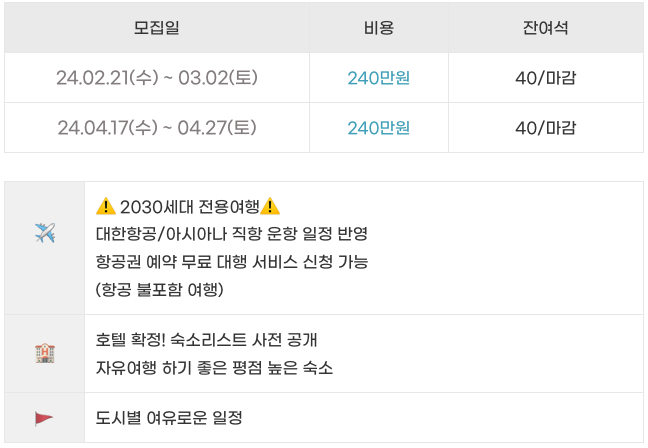 모집일 비용 잔여석
24.02.21(수) ~ 03.02(토) 240만원 40/마감
24.04.17(수) ~ 04.27(토) 240만원 40/마감
⚠️ 2030세대 전용여행⚠️
대한항공/아시아나 직항 운항 일정 반영
항공권 예약 무료 대행 서비스 신청 가능
(항공 불포함 여행)
호텔 확정! 숙소리스트 사전 공개
자유여행 하기 좋은 평점 높은 숙소
도시별 여유로운 일정